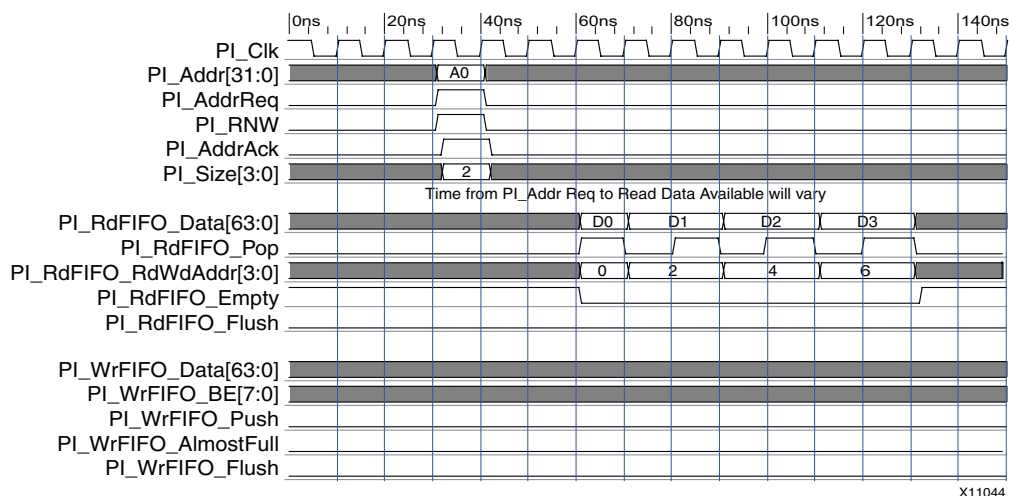 0ns 20ns 40ns 60ns 80ns 100ns 120ns 140ns
PI_Clk
PI_Addr[31:0] A0
PI_AddrReq
PI_RNW
PI_AddrAck
PI_Size[3:0] 2
Time from PI_Addr Req to Read Data Available will vary
PI_RdFIFO_Data[63:0] D0 D1 D2 D3
PI_RdFIFO_Pop
PI_RdFIFO_RdWdAddr[3:0] 0 2 4 6
PI_RdFIFO_Empty
PI_RdFIFO_Flush
PI_WrFIFO_Data[63:0]
PI_WrFIFO_BE[7:0]
PI_WrFIFO_Push
PI_WrFIFO_AlmostFull
PI_WrFIFO_Flush
X11044